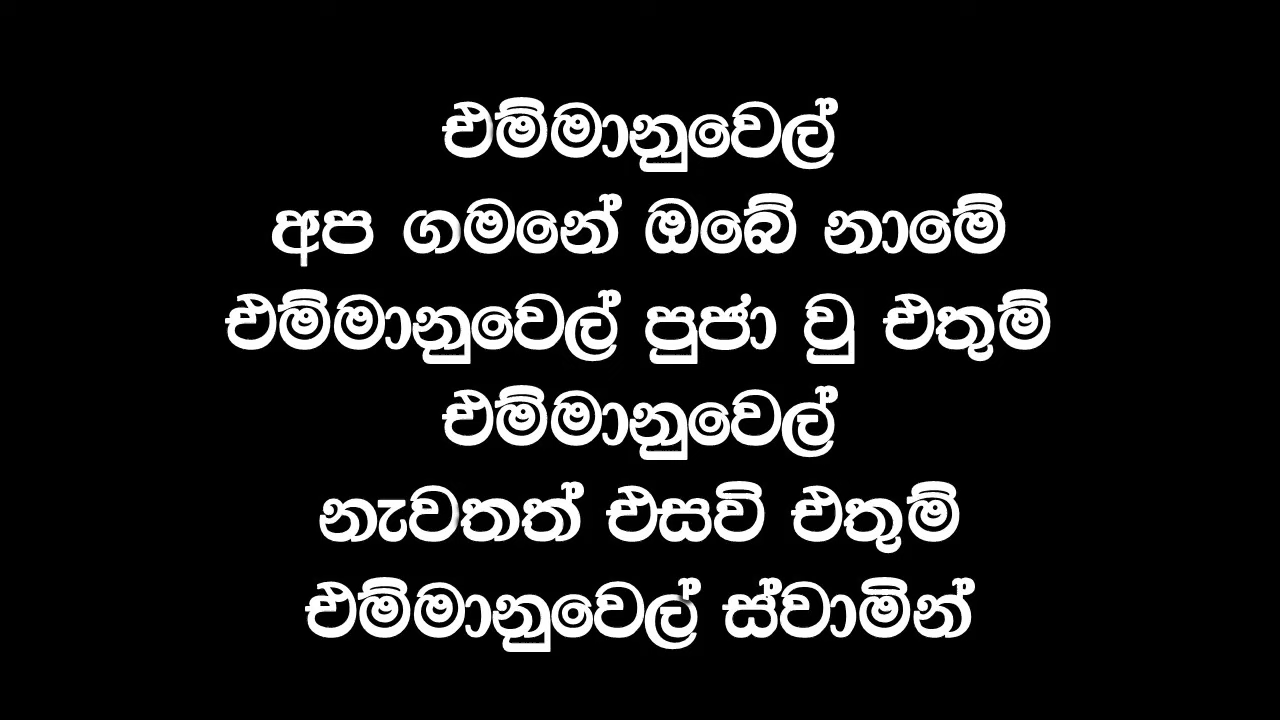 එම්මානුවෙල්
අප ගමනේ ඔබේ නාමේ
එම්මානුවෙල් පුජා වු එතුම්
එම්මානුවෙල්
නැවතත් එසවි එතුම්
එම්මානුවෙල් ස්වාමින්